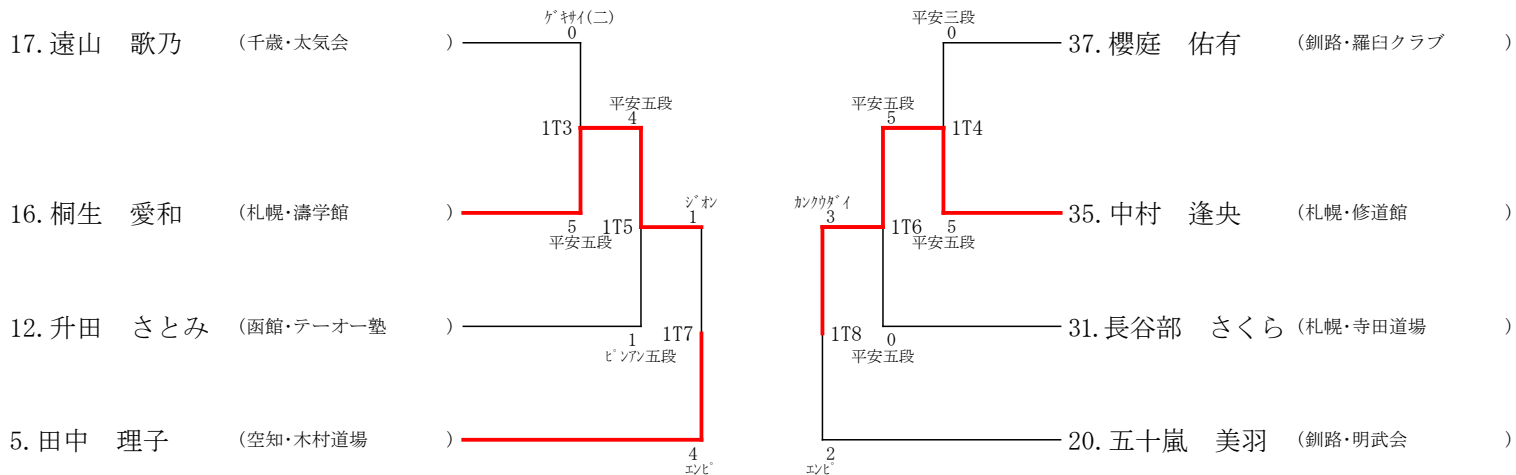 ｹﾞｷｻｲ(二)
0
平安三段
0
17. 遠山　歌乃 (千歳・太気会 )
37. 櫻庭　佑有 (釧路・羅臼クラブ )
平安五段
4
平安五段
5
1T3
1T4
16. 桐生　愛和 (札幌・濤学館 )
ｼﾞｵﾝ
1
ｶﾝｸｳﾀﾞｲ
3
35. 中村　逢央 (札幌・修道館 )
5
平安五段
1T5
1T6
5
平安五段
12. 升田　さとみ (函館・テーオー塾 )
31. 長谷部　さくら (札幌・寺田道場 )
1
ﾋﾟﾝｱﾝ五段
1T7
1T8
0
平安五段
5. 田中　理子 (空知・木村道場 )
20. 五十嵐　美羽 (釧路・明武会 )
4
ｴﾝﾋﾟ
2
ｴﾝﾋﾟ